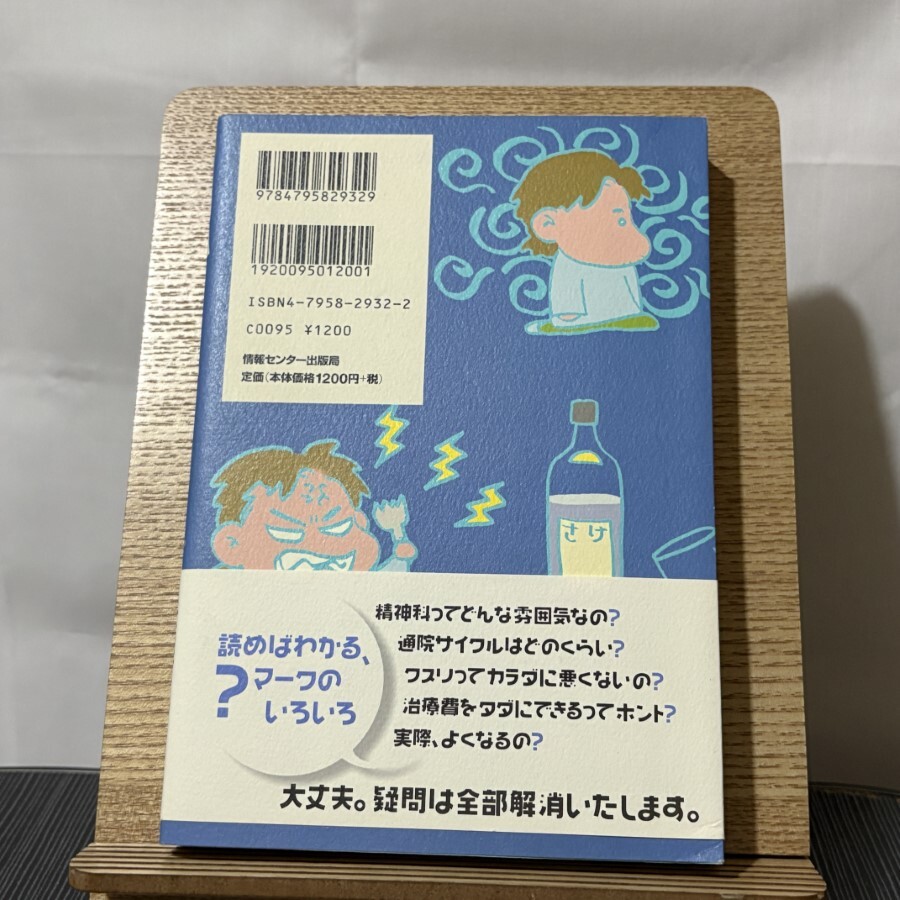 9784795829329
1920095012001
ISBN4-7958-2932-2
C0095 ¥1200
情報センター出版局
定価(本体価格1200円+税)
さけ
読めばわかる、
?マークの
いろいろ
精神科ってどんな雰囲気なの?
通院サイクルはどのくらい?
クスリってカラダに悪くないの?
治療費をタダにできるってホント?
実際、よくなるの?
大丈夫。疑問は全部解消いたします。